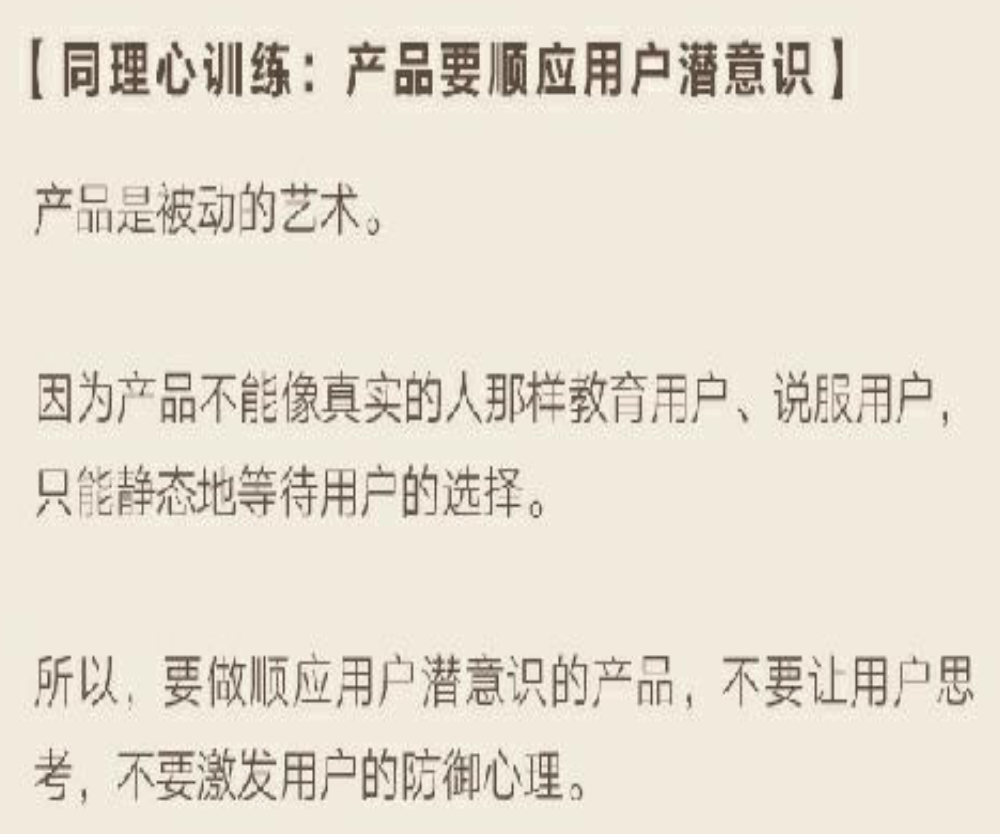 【同理心训练：产品要顺应用户潜意识】
产品是被动的艺术。
因为产品不能像真实的人那样教育用户、说服用户，
只能静态地等待用户的选择。
所以，要做顺应用户潜意识的产品，不要让用户思
考，不要激发用户的防御心理。